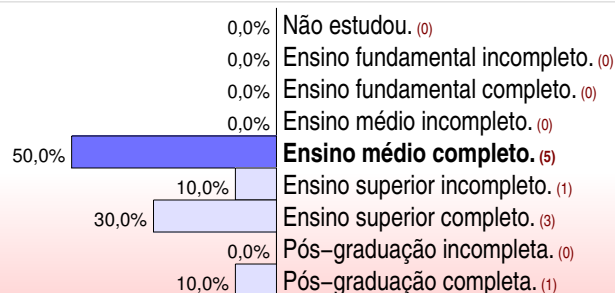 0,0% Não estudou. (0)
0,0% Ensino fundamental incompleto. (0)
0,0% Ensino fundamental completo. (0)
0,0% Ensino médio incompleto. (0)
50,0% Ensino médio completo. (5)
10,0% Ensino superior incompleto. (1)
30,0% Ensino superior completo. (3)
0,0% Pós−graduação incompleta. (0)
10,0% Pós−graduação completa. (1)